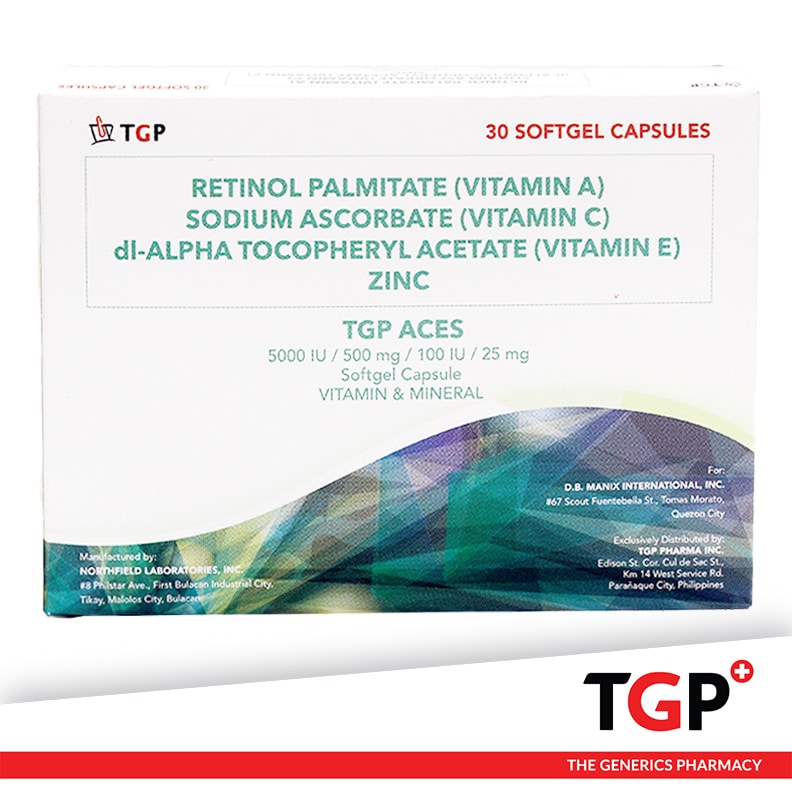 30 SOFTGEL CAPSULES
TGP
TGP
30 SOFTGEL CAPSULES
RETINOL PALMITATE (VITAMIN A)
SODIUM ASCORBATE (VITAMIN C)
dl-ALPHA TOCOPHERYL ACETATE (VITAMIN E)
ZINC
TGP ACES
5000 IU / 500 mg / 100 IU / 25 mg
Softgel Capsule
VITAMIN & MINERAL
For:
D.B. MANIX INTERNATIONAL, INC.
#67 Scout Fuentebella St., Tomas Morato,
Quezon City
Manufactured by:
NORTHFIELD LABORATORIES, INC.
#8 Philstar Ave., First Bulacan Industrial City,
Tikay, Malolos City, Bulacan
Exclusively Distributed by:
TGP PHARMA INC.
Edison St. Cor. Cul de Sac St.,
Km 14 West Service Rd.
Parañaque City, Philippines
TGP
THE GENERICS PHARMACY